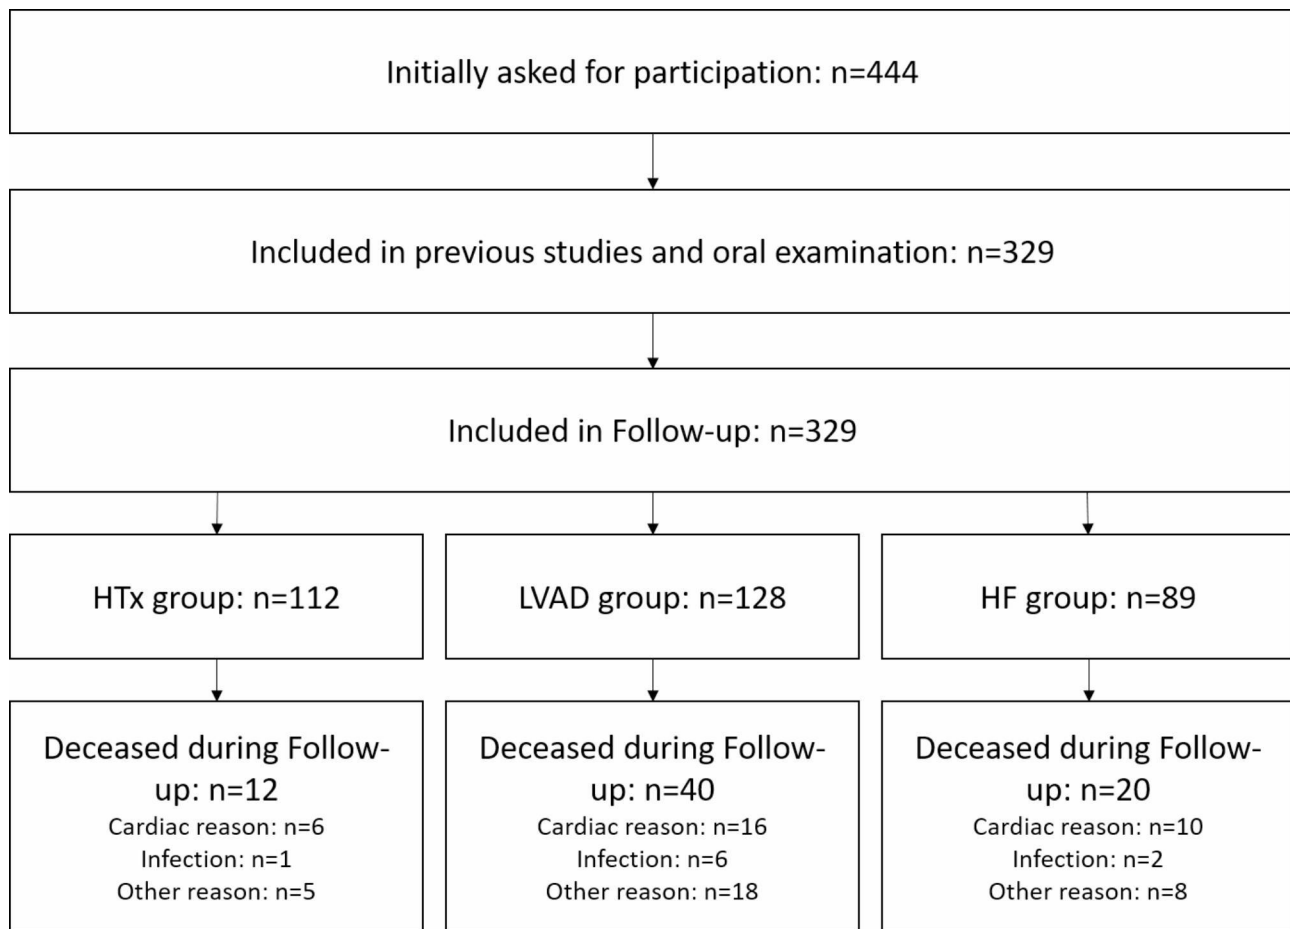 Initially asked for participation: n=444
Included in previous studies and oral examination: n=329
Included in Follow-up: n=329
HTx group: n=112
LVAD group: n=128
HF group: n=89
Deceased during Follow-
up: n=12
Cardiac reason: n=6
Infection: n=1
Other reason: n=5
Deceased during Follow-
up: n=40
Cardiac reason: n=16
Infection: n=6
Other reason: n=18
Deceased during Follow-
up: n=20
Cardiac reason: n=10
Infection: n=2
Other reason: n=8